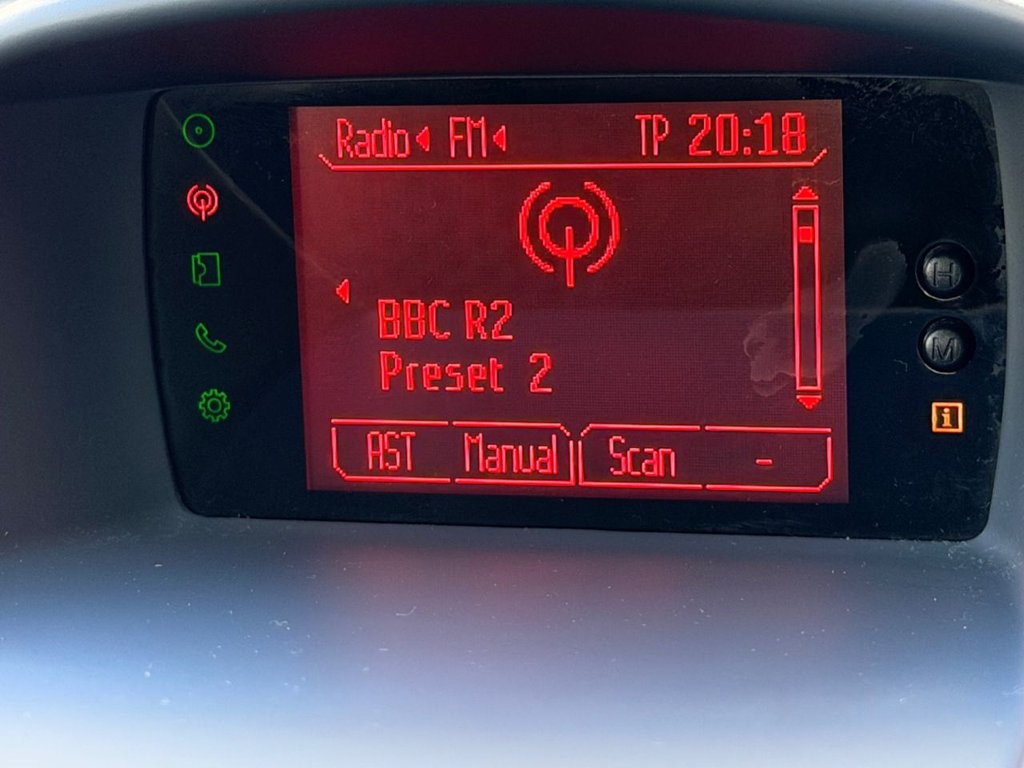 Radio FM TP 20:18
BBC R2
Preset 2
AST Manual Scan -
H
M
i